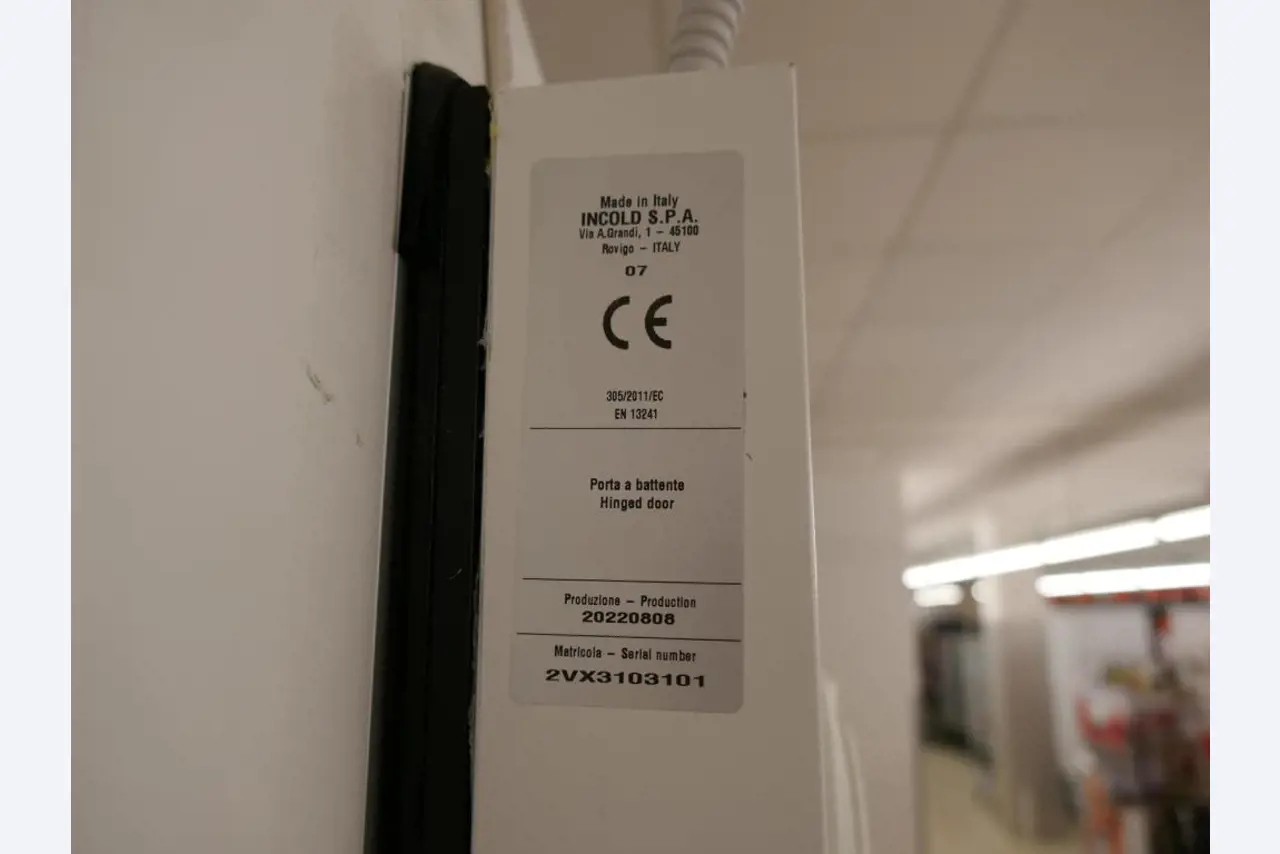 Made in Italy
INCOLD S.P.A.
Via A.Grandi, 1 – 45100
Rovigo – ITALY
07
CE
305/2011/EC
EN 13241
Porta a battente
Hinged door
Produzione – Production
20220808
Matricola – Serial number
2VX3103101